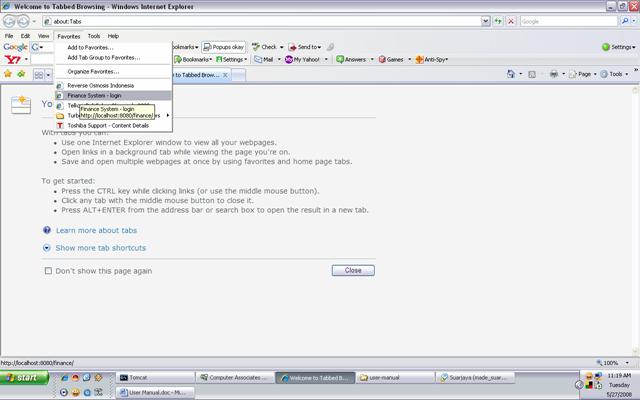 Welcome to Tabbed Browsing - Windows Internet Explorer
about:Tabs
Google
File Edit View Favorites Tools Help
Google
Popups okay
Check
Send to
Settings
Bookmarks
Settings
Mail
My Yahoo!
Answers
Games
Anti-Spy
to Tabbed Brow...
Page
Tools
Add to Favorites...
Add Tab Group to Favorites...
Organize Favorites...
Reverse Osmosis Indonesia
Finance System - login
Finance System - login
http://localhost:8080/finance/
Toshiba Support - Content Details
With tabs you can:
• Use one Internet Explorer window to view all your webpages.
• Open links in a background tab while viewing the page you're on.
• Save and open multiple webpages at once by using favorites and home page tabs.
To get started:
• Press the CTRL key while clicking links (or use the middle mouse button).
• Click any tab with the middle mouse button to close it.
• Press ALT+ENTER from the address bar or search box to open the result in a new tab.
Learn more about tabs
Show more tab shortcuts
Don't show this page again
Close
http://localhost:8080/finance/
100%
start
Tomcat
Computer Associates ...
Welcome to Tabbed B...
user-manual
Suarjaya (made_suar...
User Manual.doc - Mi...
11:19 AM
Tuesday
5/27/2008